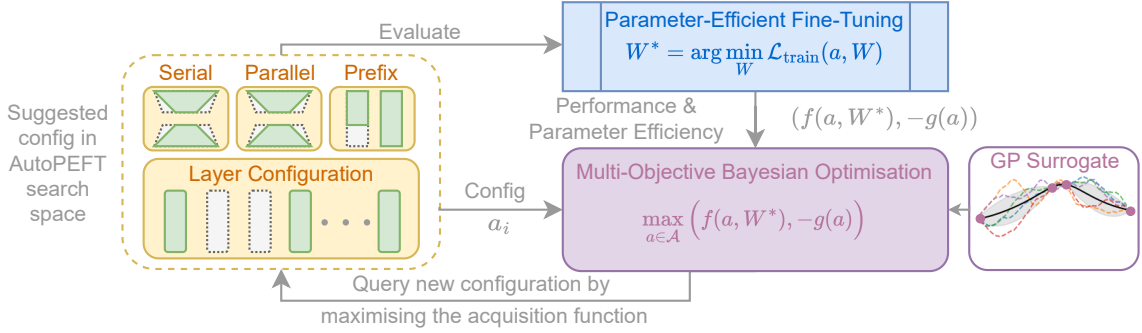 Evaluate
Parameter-Efficient Fine-Tuning
W* = arg min_W L_train(a, W)
Serial
Parallel
Prefix
Suggested
config in
AutoPEFT
search
space
Performance &
Parameter Efficiency
(f(a, W*), −g(a))
Layer Configuration
Config
a_i
Multi-Objective Bayesian Optimisation
max_{a∈A} (f(a, W*), −g(a))
GP Surrogate
Query new configuration by
maximising the acquisition function